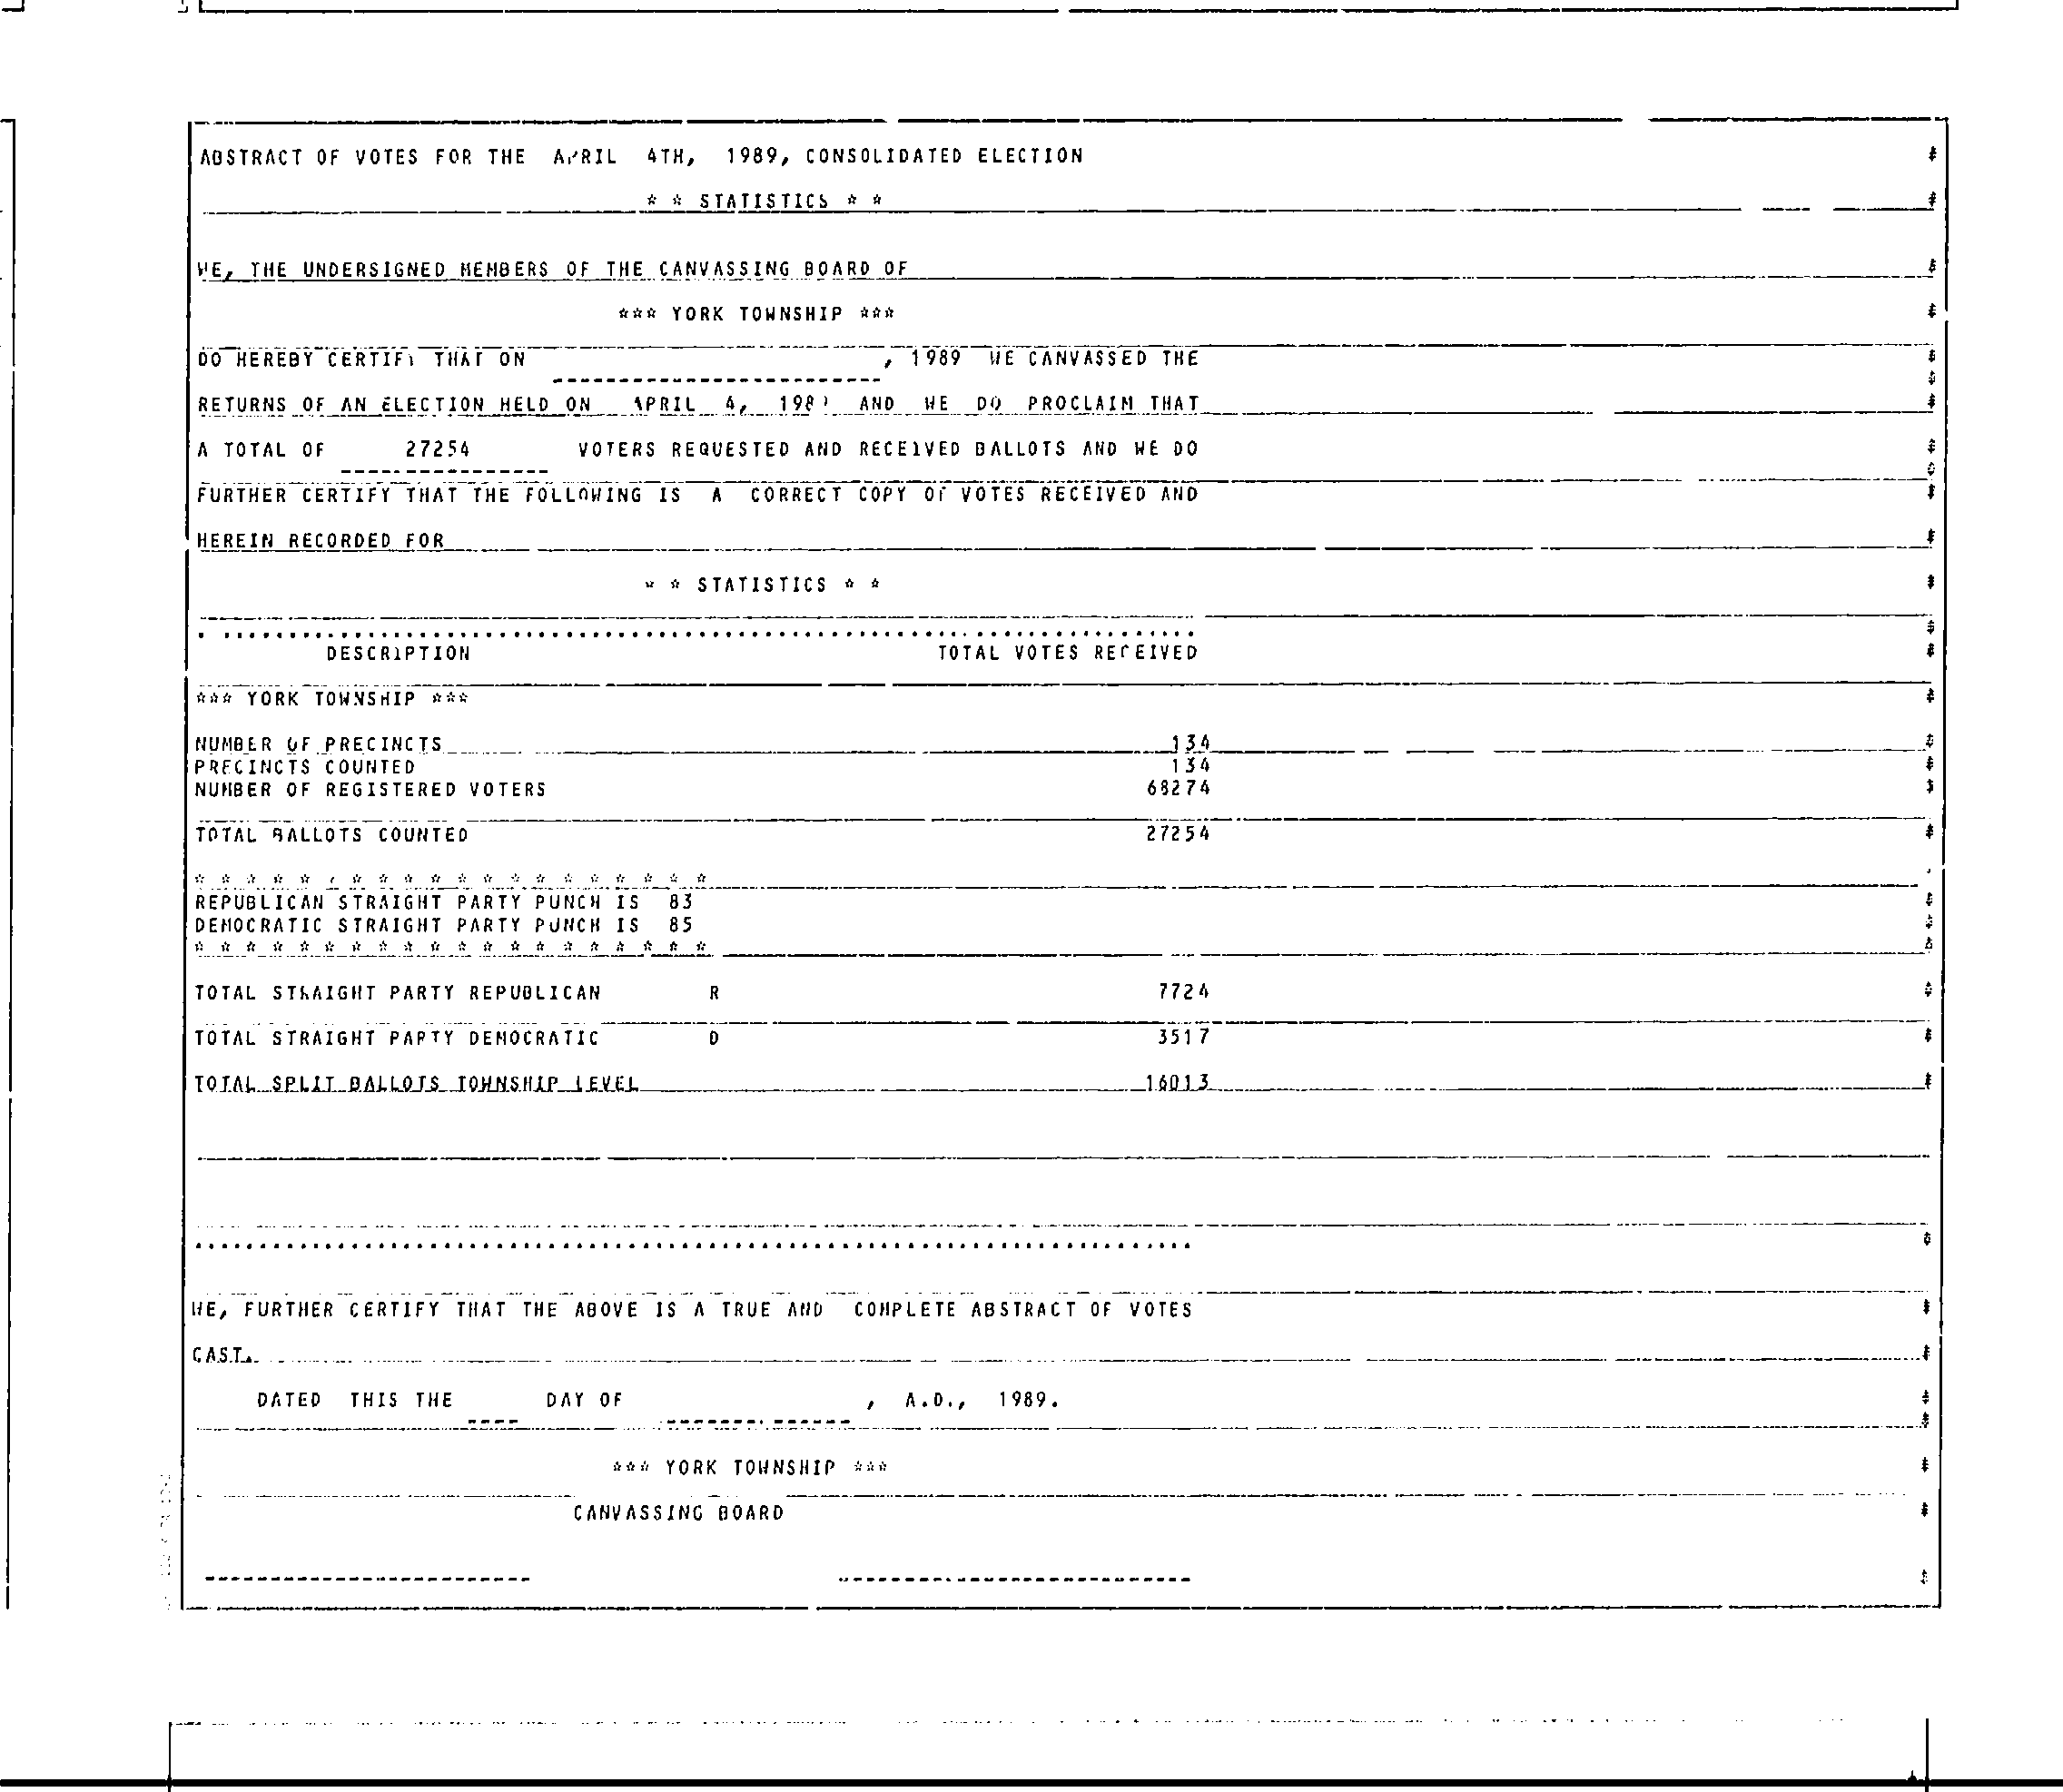 ABSTRACT OF VOTES FOR THE APRIL 4TH, 1989, CONSOLIDATED ELECTION
* * STATISTICS * *
WE, THE UNDERSIGNED MEMBERS OF THE CANVASSING BOARD OF
*** YORK TOWNSHIP ***
DO HEREBY CERTIFY THAT ON , 1989 WE CANVASSED THE
RETURNS OF AN ELECTION HELD ON APRIL 4, 1989 AND WE DO PROCLAIM THAT
A TOTAL OF 27254 VOTERS REQUESTED AND RECEIVED BALLOTS AND WE DO
FURTHER CERTIFY THAT THE FOLLOWING IS A CORRECT COPY OF VOTES RECEIVED AND
HEREIN RECORDED FOR
* * STATISTICS * *
DESCRIPTION TOTAL VOTES RECEIVED
*** YORK TOWNSHIP ***
NUMBER OF PRECINCTS 134
PRECINCTS COUNTED 134
NUMBER OF REGISTERED VOTERS 68274
TOTAL BALLOTS COUNTED 27254
* * * * * * * * * * * * * * * * * * * *
REPUBLICAN STRAIGHT PARTY PUNCH IS 83
DEMOCRATIC STRAIGHT PARTY PUNCH IS 85
* * * * * * * * * * * * * * * * * * * *
TOTAL STRAIGHT PARTY REPUBLICAN R 7724
TOTAL STRAIGHT PARTY DEMOCRATIC D 3517
TOTAL SPLIT BALLOTS TOWNSHIP LEVEL 16013
WE, FURTHER CERTIFY THAT THE ABOVE IS A TRUE AND COMPLETE ABSTRACT OF VOTES
CAST.
DATED THIS THE ---- DAY OF , A.D., 1989.
*** YORK TOWNSHIP ***
CANVASSING BOARD